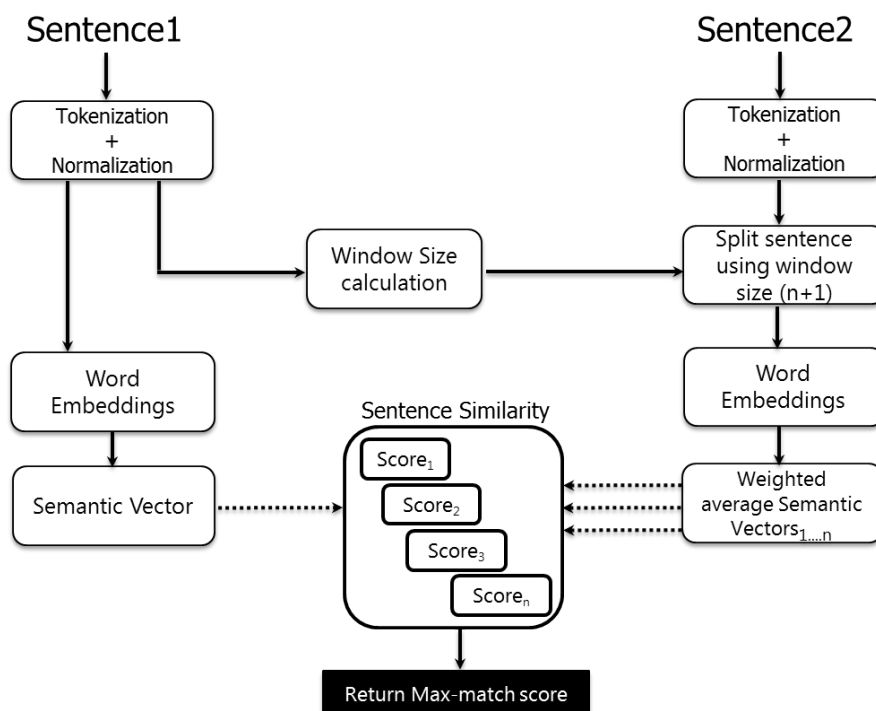 Sentence1
Sentence2
Tokenization
+
Normalization
Tokenization
+
Normalization
Window Size
calculation
Split sentence
using window
size (n+1)
Word
Embeddings
Word
Embeddings
Sentence Similarity
Semantic Vector
Score₁
Score₂
Score₃
Scoreₙ
Weighted
average Semantic
Vectors₁....ₙ
Return Max-match score